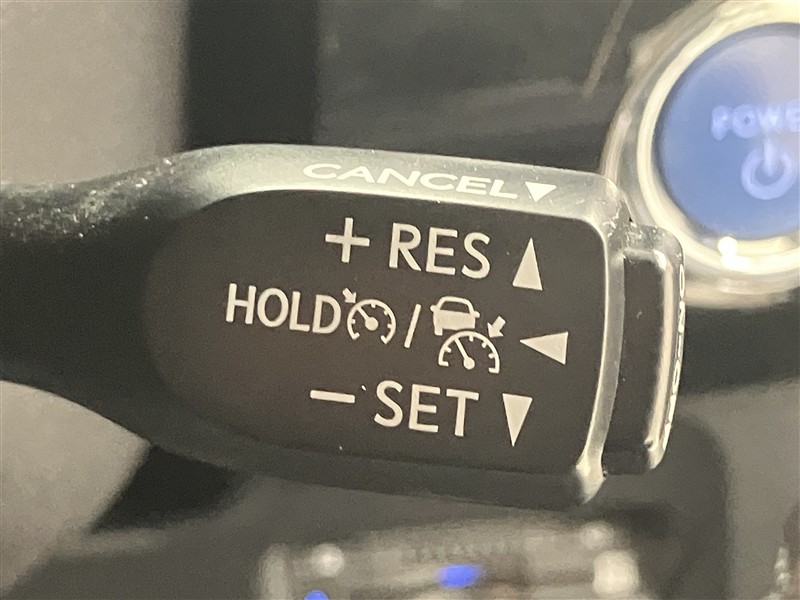 CANCEL▼
+ RES ▲
HOLD / ◀
− SET ▼
POWE